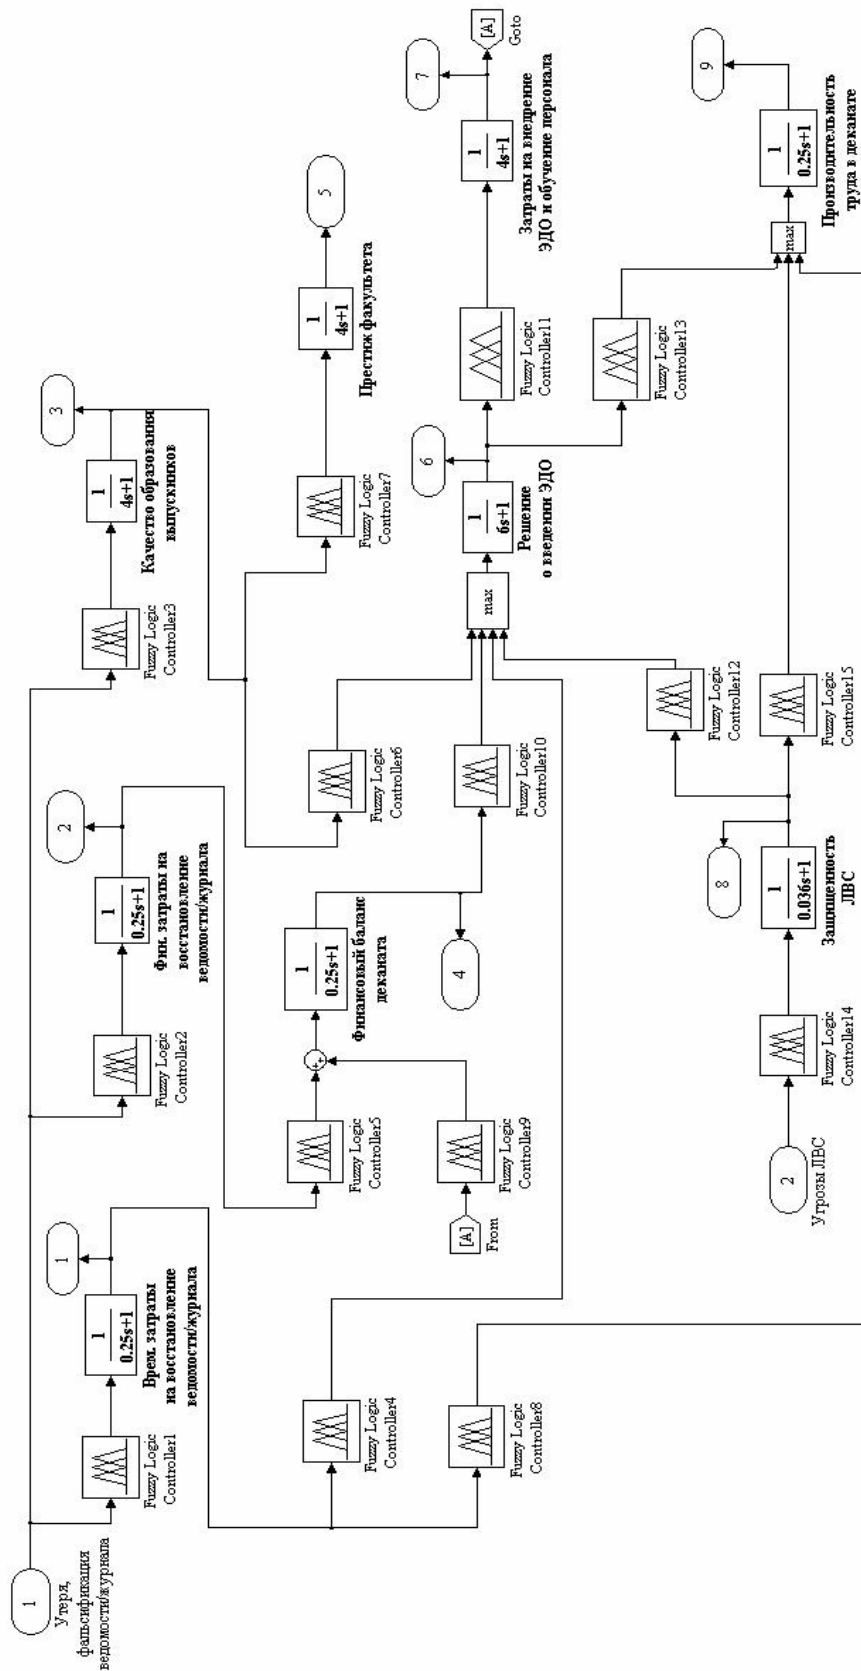 1
Утеря,
фальсификация
ведомости/журнала
Fuzzy Logic
Controller1
1
0.25s+1
Врем. затраты
на восстановление
ведомости/журнала
1
Fuzzy Logic
Controller2
1
0.25s+1
Фин. затраты на
восстановление
ведомости/журнала
2
Fuzzy Logic
Controller3
1
4s+1
Качество образования
выпускников
3
Fuzzy Logic
Controller4
Fuzzy Logic
Controller5
1
0.25s+1
Финансовый баланс
деканата
Fuzzy Logic
Controller6
Fuzzy Logic
Controller7
1
4s+1
Престиж факультета
5
Fuzzy Logic
Controller8
[A]
From
Fuzzy Logic
Controller9
++
4
Fuzzy Logic
Controller10
max
1
6s+1
Решение
о введении ЭДО
6
Fuzzy Logic
Controller11
1
4s+1
Затраты на внедрение
ЭДО и обучение персонала
7
[A]
Goto
Fuzzy Logic
Controller12
Fuzzy Logic
Controller13
2
Угрозы ЛВС
Fuzzy Logic
Controller14
1
0.036s+1
Защищенность
ЛВС
8
Fuzzy Logic
Controller15
max
1
0.25s+1
Производительность
труда в деканате
9